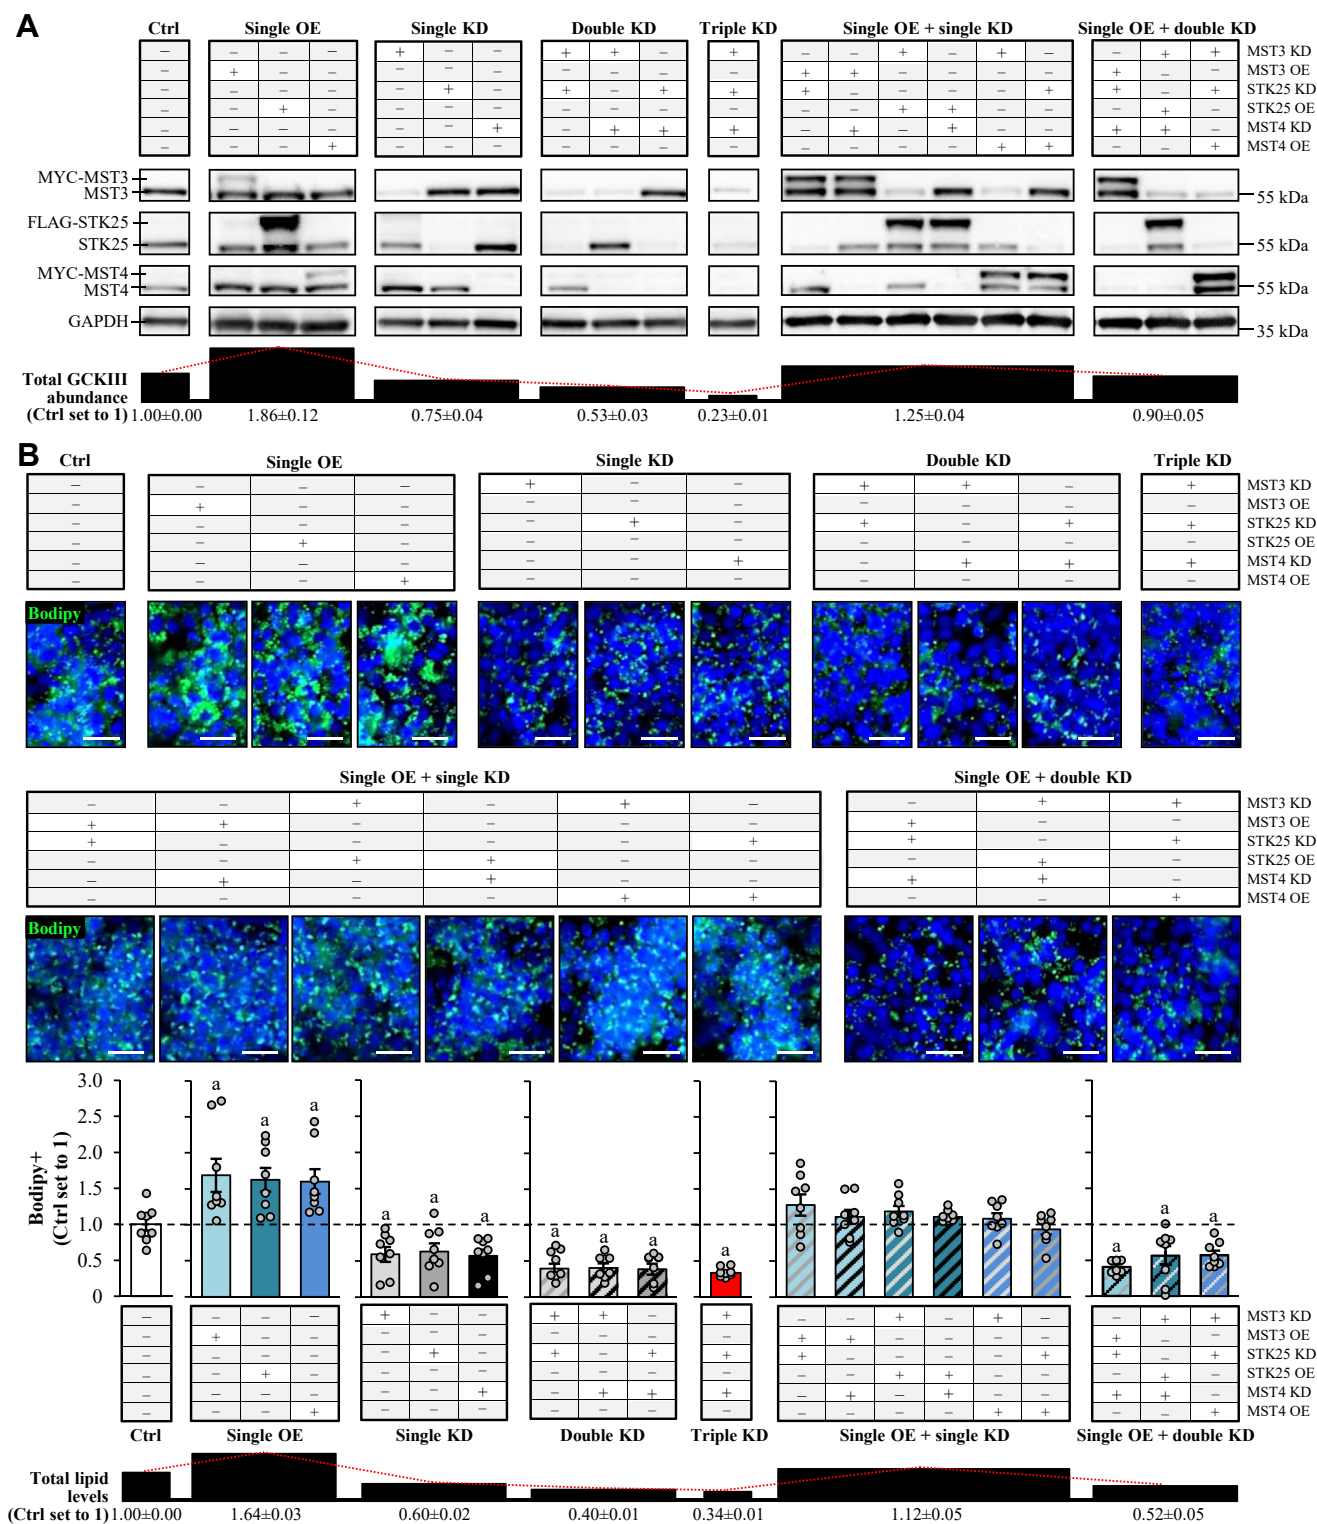 A
Ctrl Single OE Single KD Double KD Triple KD Single OE + single KD Single OE + double KD
– – – – + – – + + – + – – + – + – – + + MST3 KD
– + – – – – – – – – – + + – – – – + – – MST3 OE
– – – – – + – + – + + + – – – – + + – + STK25 KD
– – + – – – – – – – – – – + + – – – + – STK25 OE
– – – – – – + – + + + – + – + – – + + – MST4 KD
– – – + – – – – – – – – – – – + + – – + MST4 OE
MYC-MST3
MST3
55 kDa
FLAG-STK25
STK25
55 kDa
MYC-MST4
MST4
55 kDa
GAPDH
35 kDa
Total GCKIII
abundance
(Ctrl set to 1) 1.00±0.00 1.86±0.12 0.75±0.04 0.53±0.03 0.23±0.01 1.25±0.04 0.90±0.05
B
Ctrl Single OE Single KD Double KD Triple KD
– – – – + – – + + – + MST3 KD
– + – – – – – – – – – MST3 OE
– – – – – + – + – + + STK25 KD
– – + – – – – – – – – STK25 OE
– – – – – – + – + + + MST4 KD
– – – + – – – – – – – MST4 OE
Bodipy
Single OE + single KD Single OE + double KD
– – + – + – – + + MST3 KD
+ + – – – – + – – MST3 OE
+ – – – – + + – + STK25 KD
– – + + – – – + – STK25 OE
– + – + – – + + – MST4 KD
– – – – + + – – + MST4 OE
Bodipy
Bodipy+
(Ctrl set to 1)
3.0
2.5
2.0
1.5
1.0
0.5
0
a a a a a a a a a a a a a
– – – – + – – + + – + – – + – + – – + + MST3 KD
– + – – – – – – – – – + + – – – – + – – MST3 OE
– – – – – + – + – + + + – – – – + + – + STK25 KD
– – + – – – – – – – – – – + + – – – + – STK25 OE
– – – – – – + – + + + – + – + – – + + – MST4 KD
– – – + – – – – – – – – – – – + + – – + MST4 OE
Ctrl Single OE Single KD Double KD Triple KD Single OE + single KD Single OE + double KD
Total lipid
levels
(Ctrl set to 1) 1.00±0.00 1.64±0.03 0.60±0.02 0.40±0.01 0.34±0.01 1.12±0.05 0.52±0.05